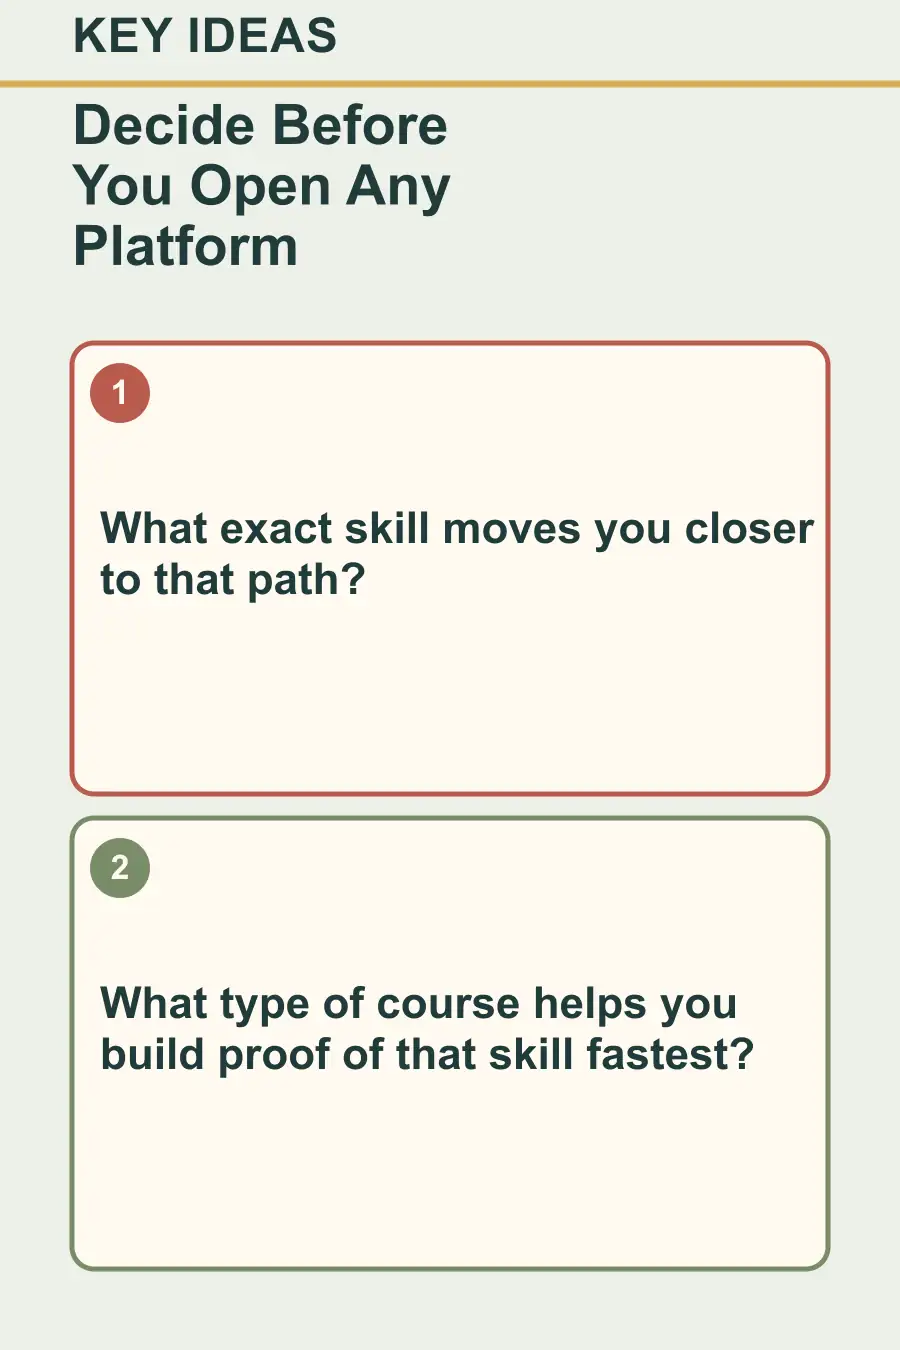 KEY IDEAS
Decide Before
You Open Any
Platform
1
What exact skill moves you closer
to that path?
2
What type of course helps you
build proof of that skill fastest?